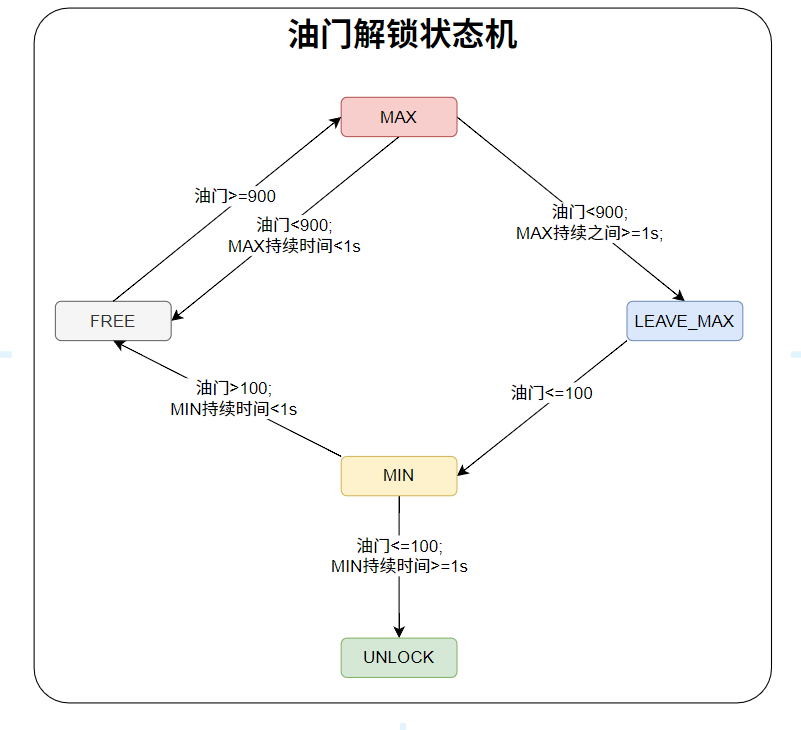 油门解锁状态机
MAX
油门>=900
油门<900;
MAX持续时间<1s
油门<900;
MAX持续之间>=1s;
FREE
LEAVE_MAX
油门>100;
MIN持续时间<1s
油门<=100
MIN
油门<=100;
MIN持续时间>=1s
UNLOCK